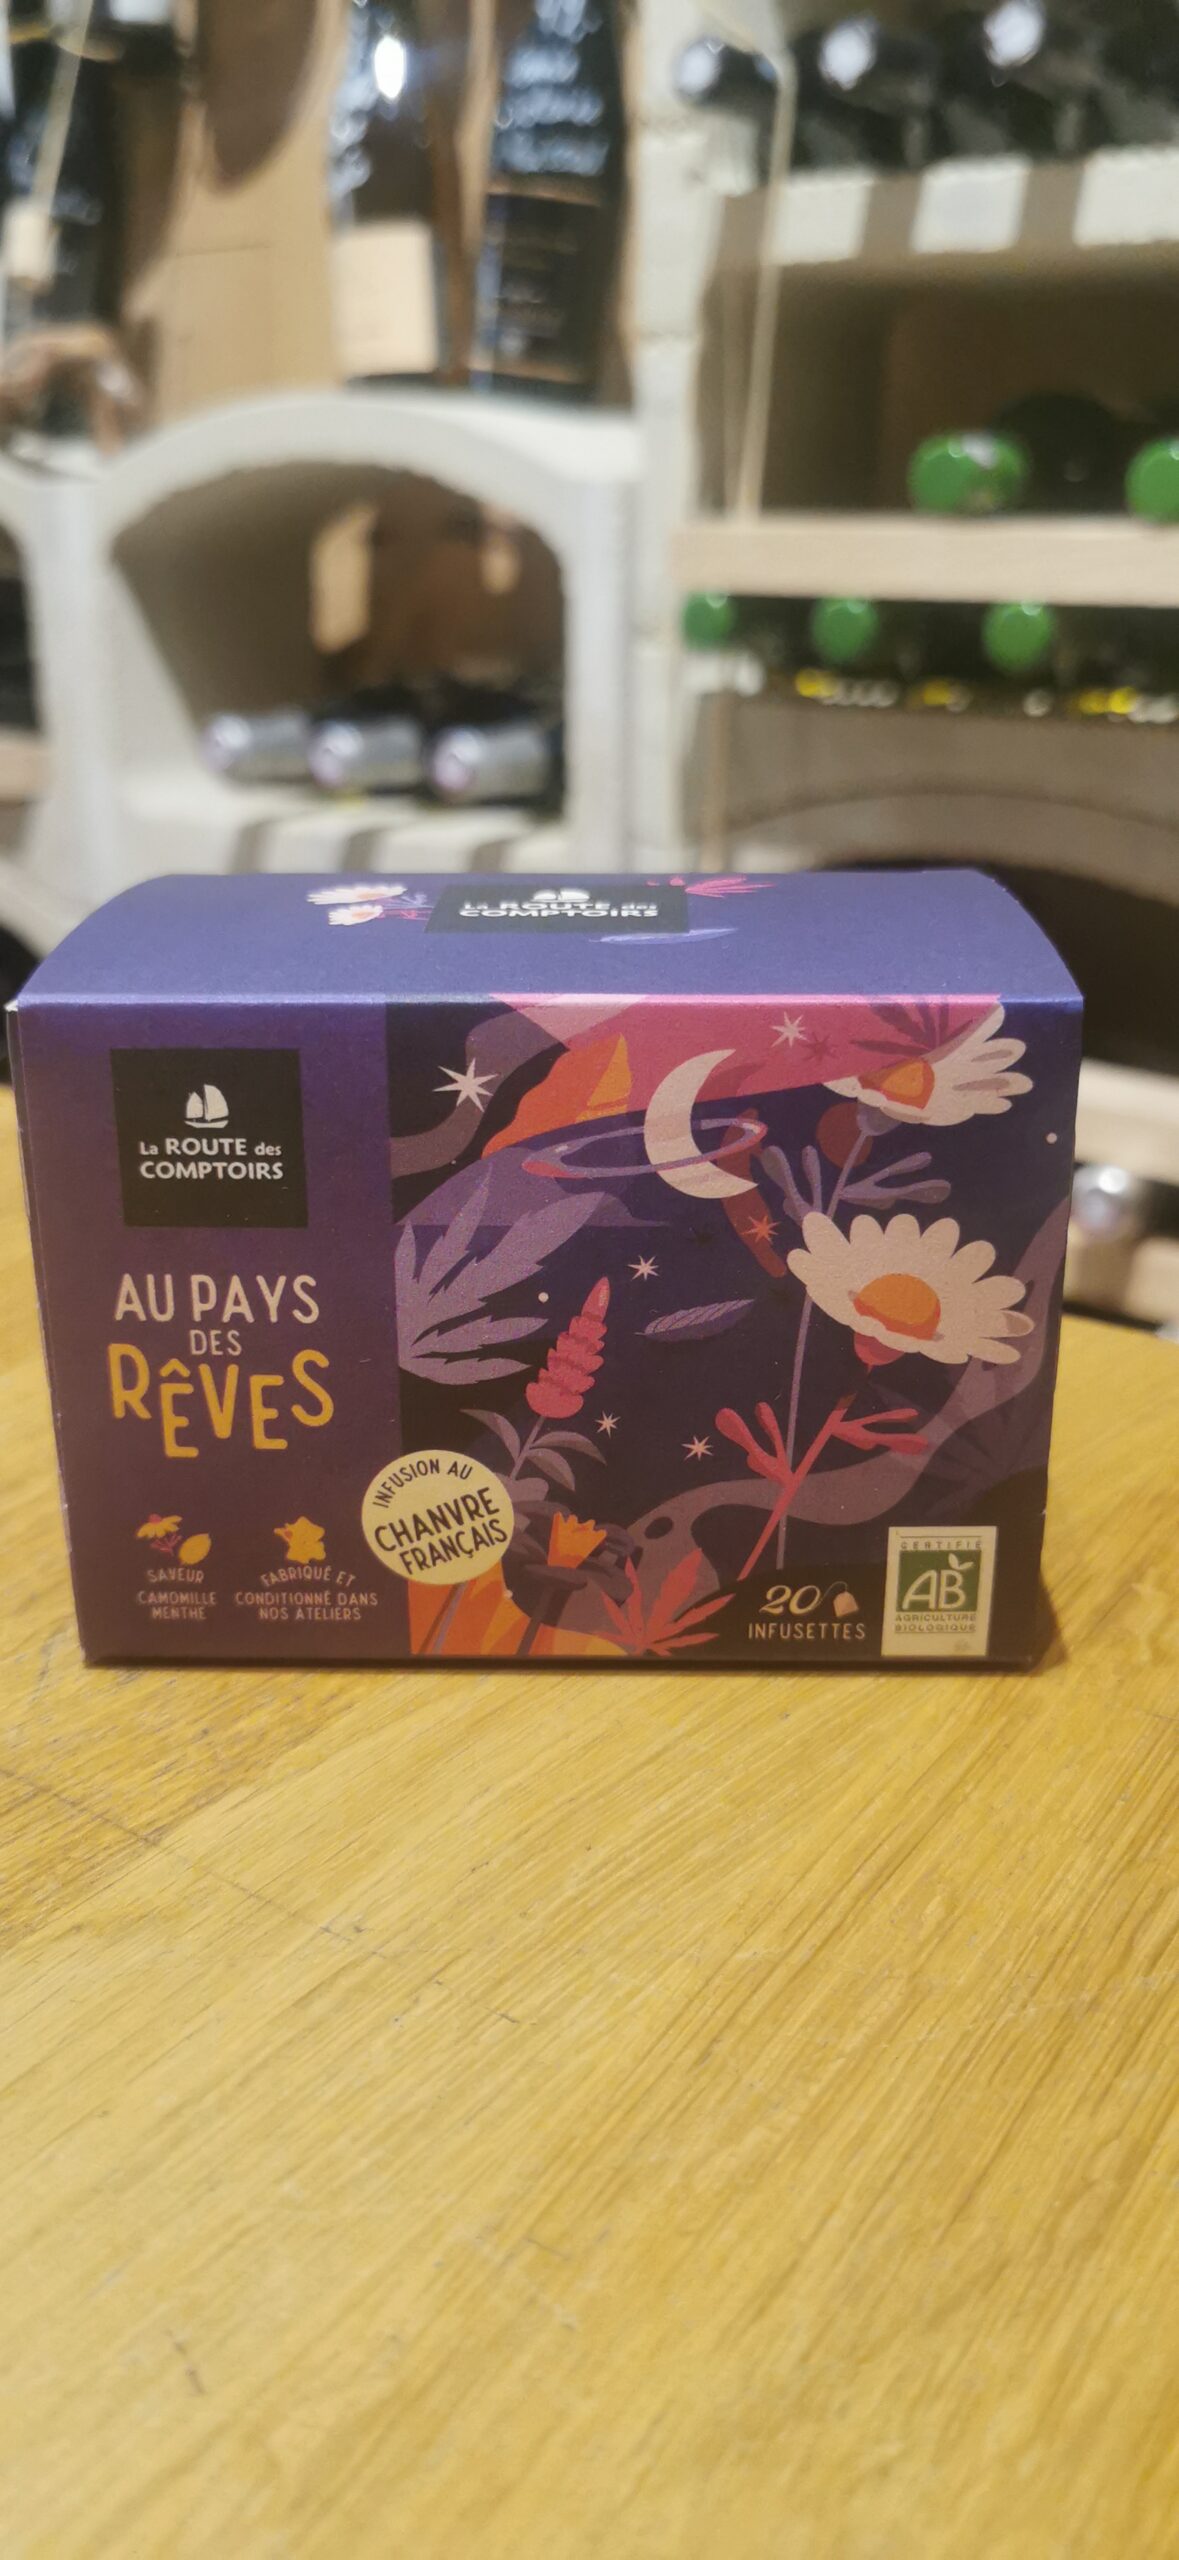 La ROUTE des
COMPTOIRS
La ROUTE des
COMPTOIRS
AU PAYS
DES
RÊVES
INFUSION AU
CHANVRE
FRANÇAIS
SAVEUR
CAMOMILLE
MENTHE
FABRIQUÉ ET
CONDITIONNÉ DANS
NOS ATELIERS
20
INFUSETTES
CERTIFIÉ
AB
AGRICULTURE
BIOLOGIQUE